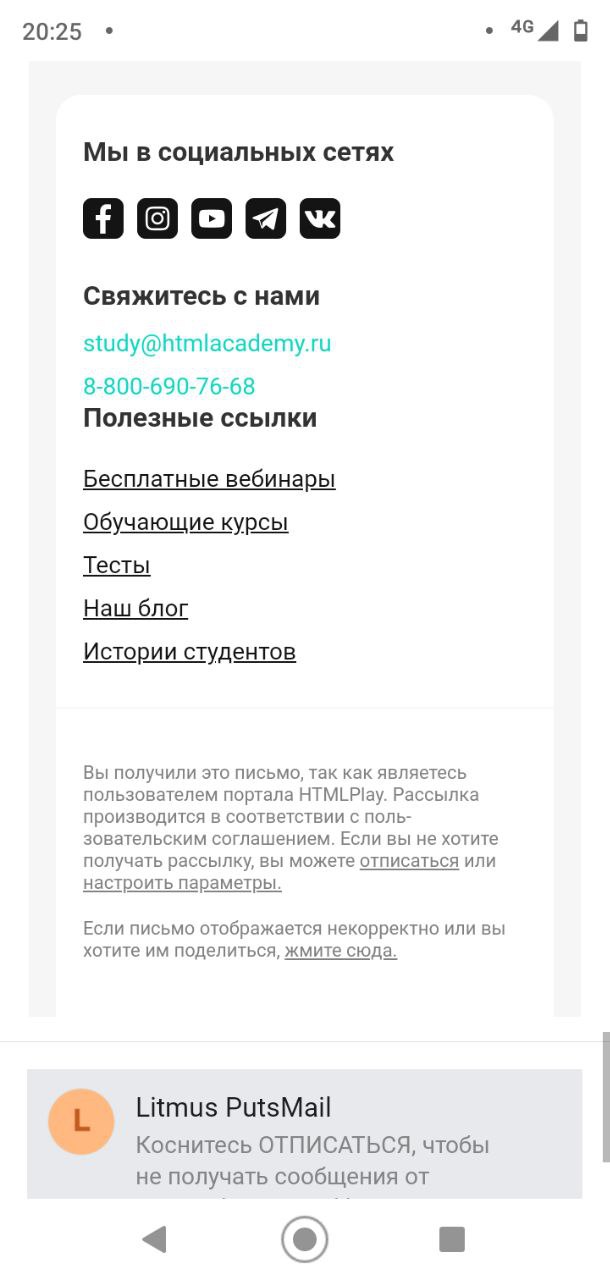 20:25
4G
Мы в социальных сетях
Свяжитесь с нами
study@htmlacademy.ru
8-800-690-76-68
Полезные ссылки
Бесплатные вебинары
Обучающие курсы
Тесты
Наш блог
Истории студентов
Вы получили это письмо, так как являетесь
пользователем портала HTMLPlay. Рассылка
производится в соответствии с поль-
зовательским соглашением. Если вы не хотите
получать рассылку, вы можете отписаться или
настроить параметры.
Если письмо отображается некорректно или вы
хотите им поделиться, жмите сюда.
L
Litmus PutsMail
Коснитесь ОТПИСАТЬСЯ, чтобы
не получать сообщения от